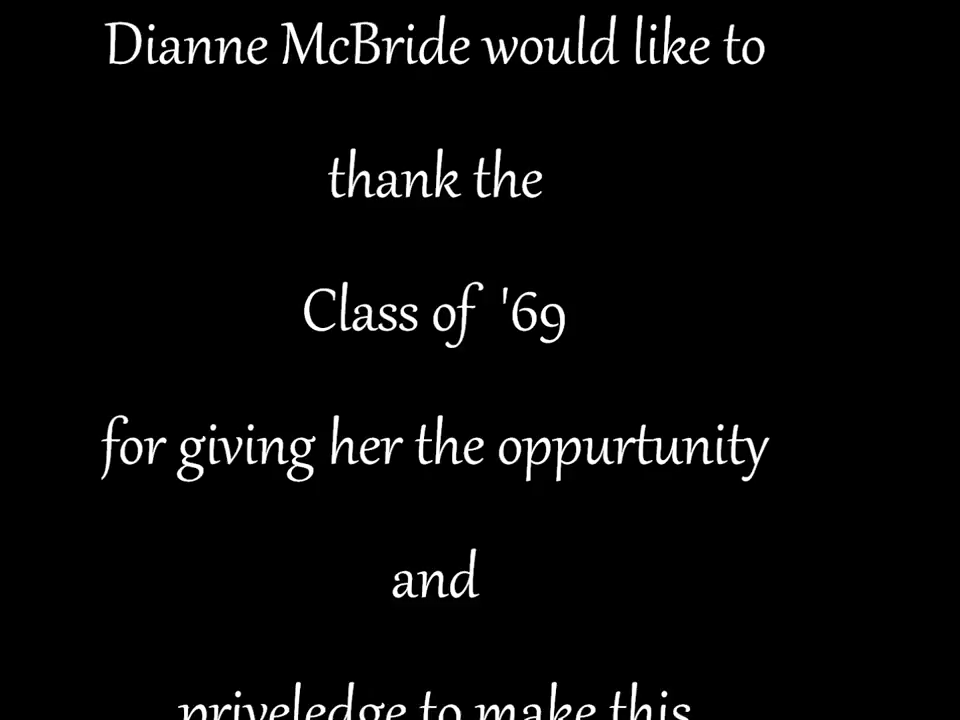 Dianne McBride would like to
thank the
Class of '69
for giving her the oppurtunity
and
priveledge to make this